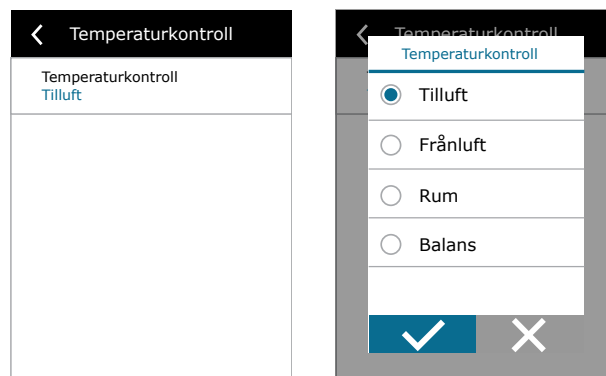 Temperaturkontroll
Temperaturkontroll
Tilluft
Temperaturkontroll
Temperaturkontroll
Tilluft
Frånluft
Rum
Balans